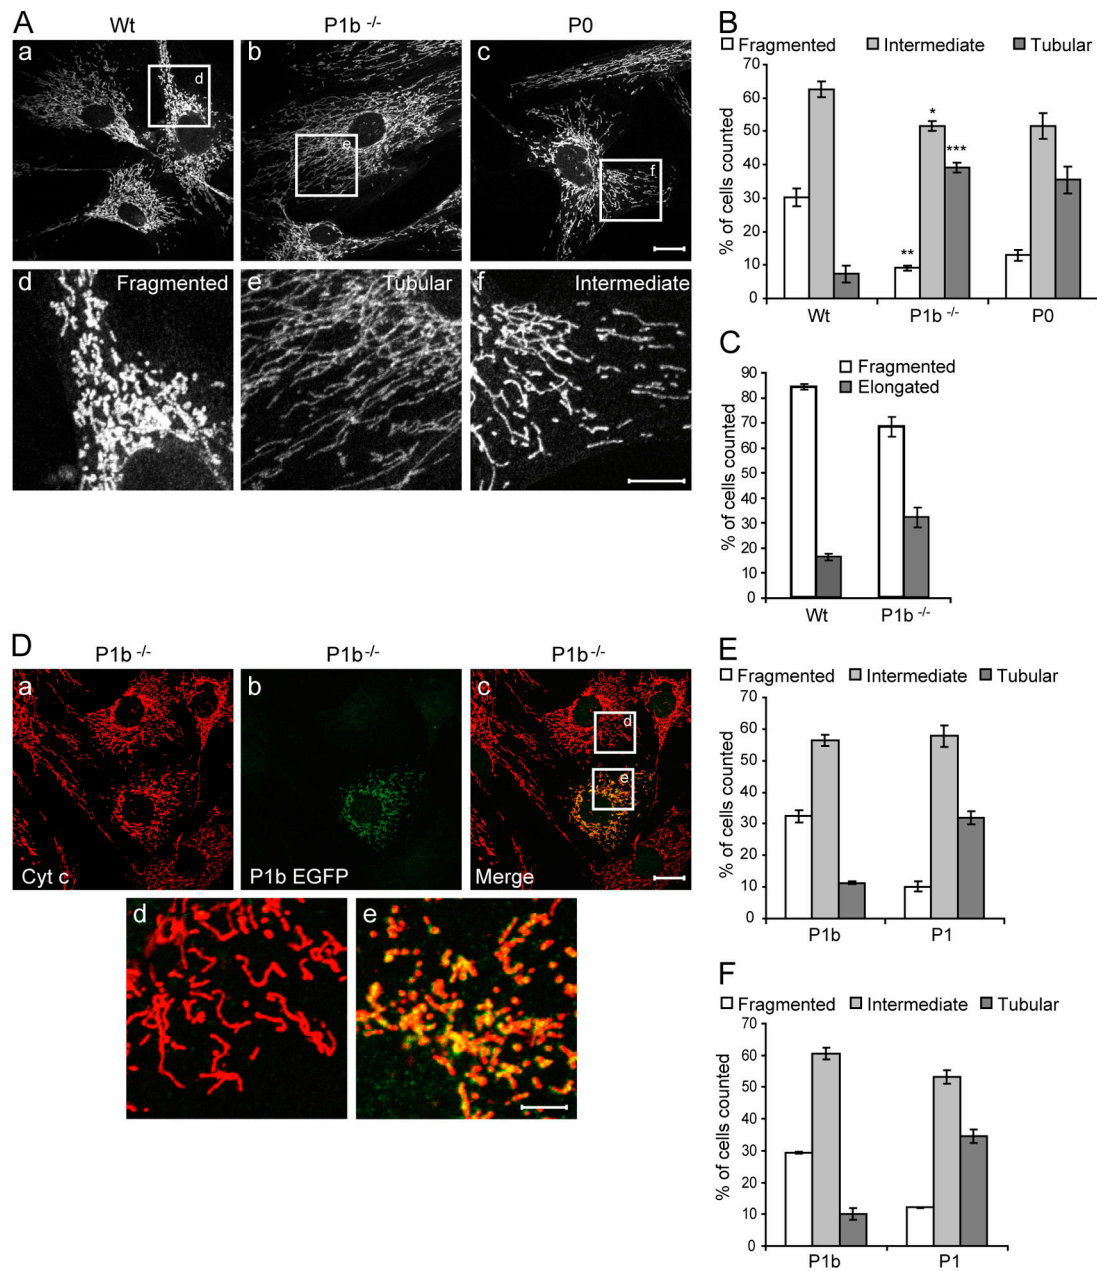 A
Wt
P1b -/-
P0
a
d
b
e
c
f
d
Fragmented
e
Tubular
f
Intermediate
B
Fragmented
Intermediate
Tubular
% of cells counted
70
60
50
40
30
20
10
0
*
**
***
Wt
P1b -/-
P0
C
Fragmented
Elongated
% of cells counted
90
80
70
60
50
40
30
20
10
0
Wt
P1b -/-
D
P1b-/-
P1b-/-
P1b-/-
a
Cyt c
b
P1b EGFP
c
d
e
Merge
d
e
E
Fragmented
Intermediate
Tubular
% of cells counted
70
60
50
40
30
20
10
0
P1b
P1
F
Fragmented
Intermediate
Tubular
% of cells counted
70
60
50
40
30
20
10
0
P1b
P1